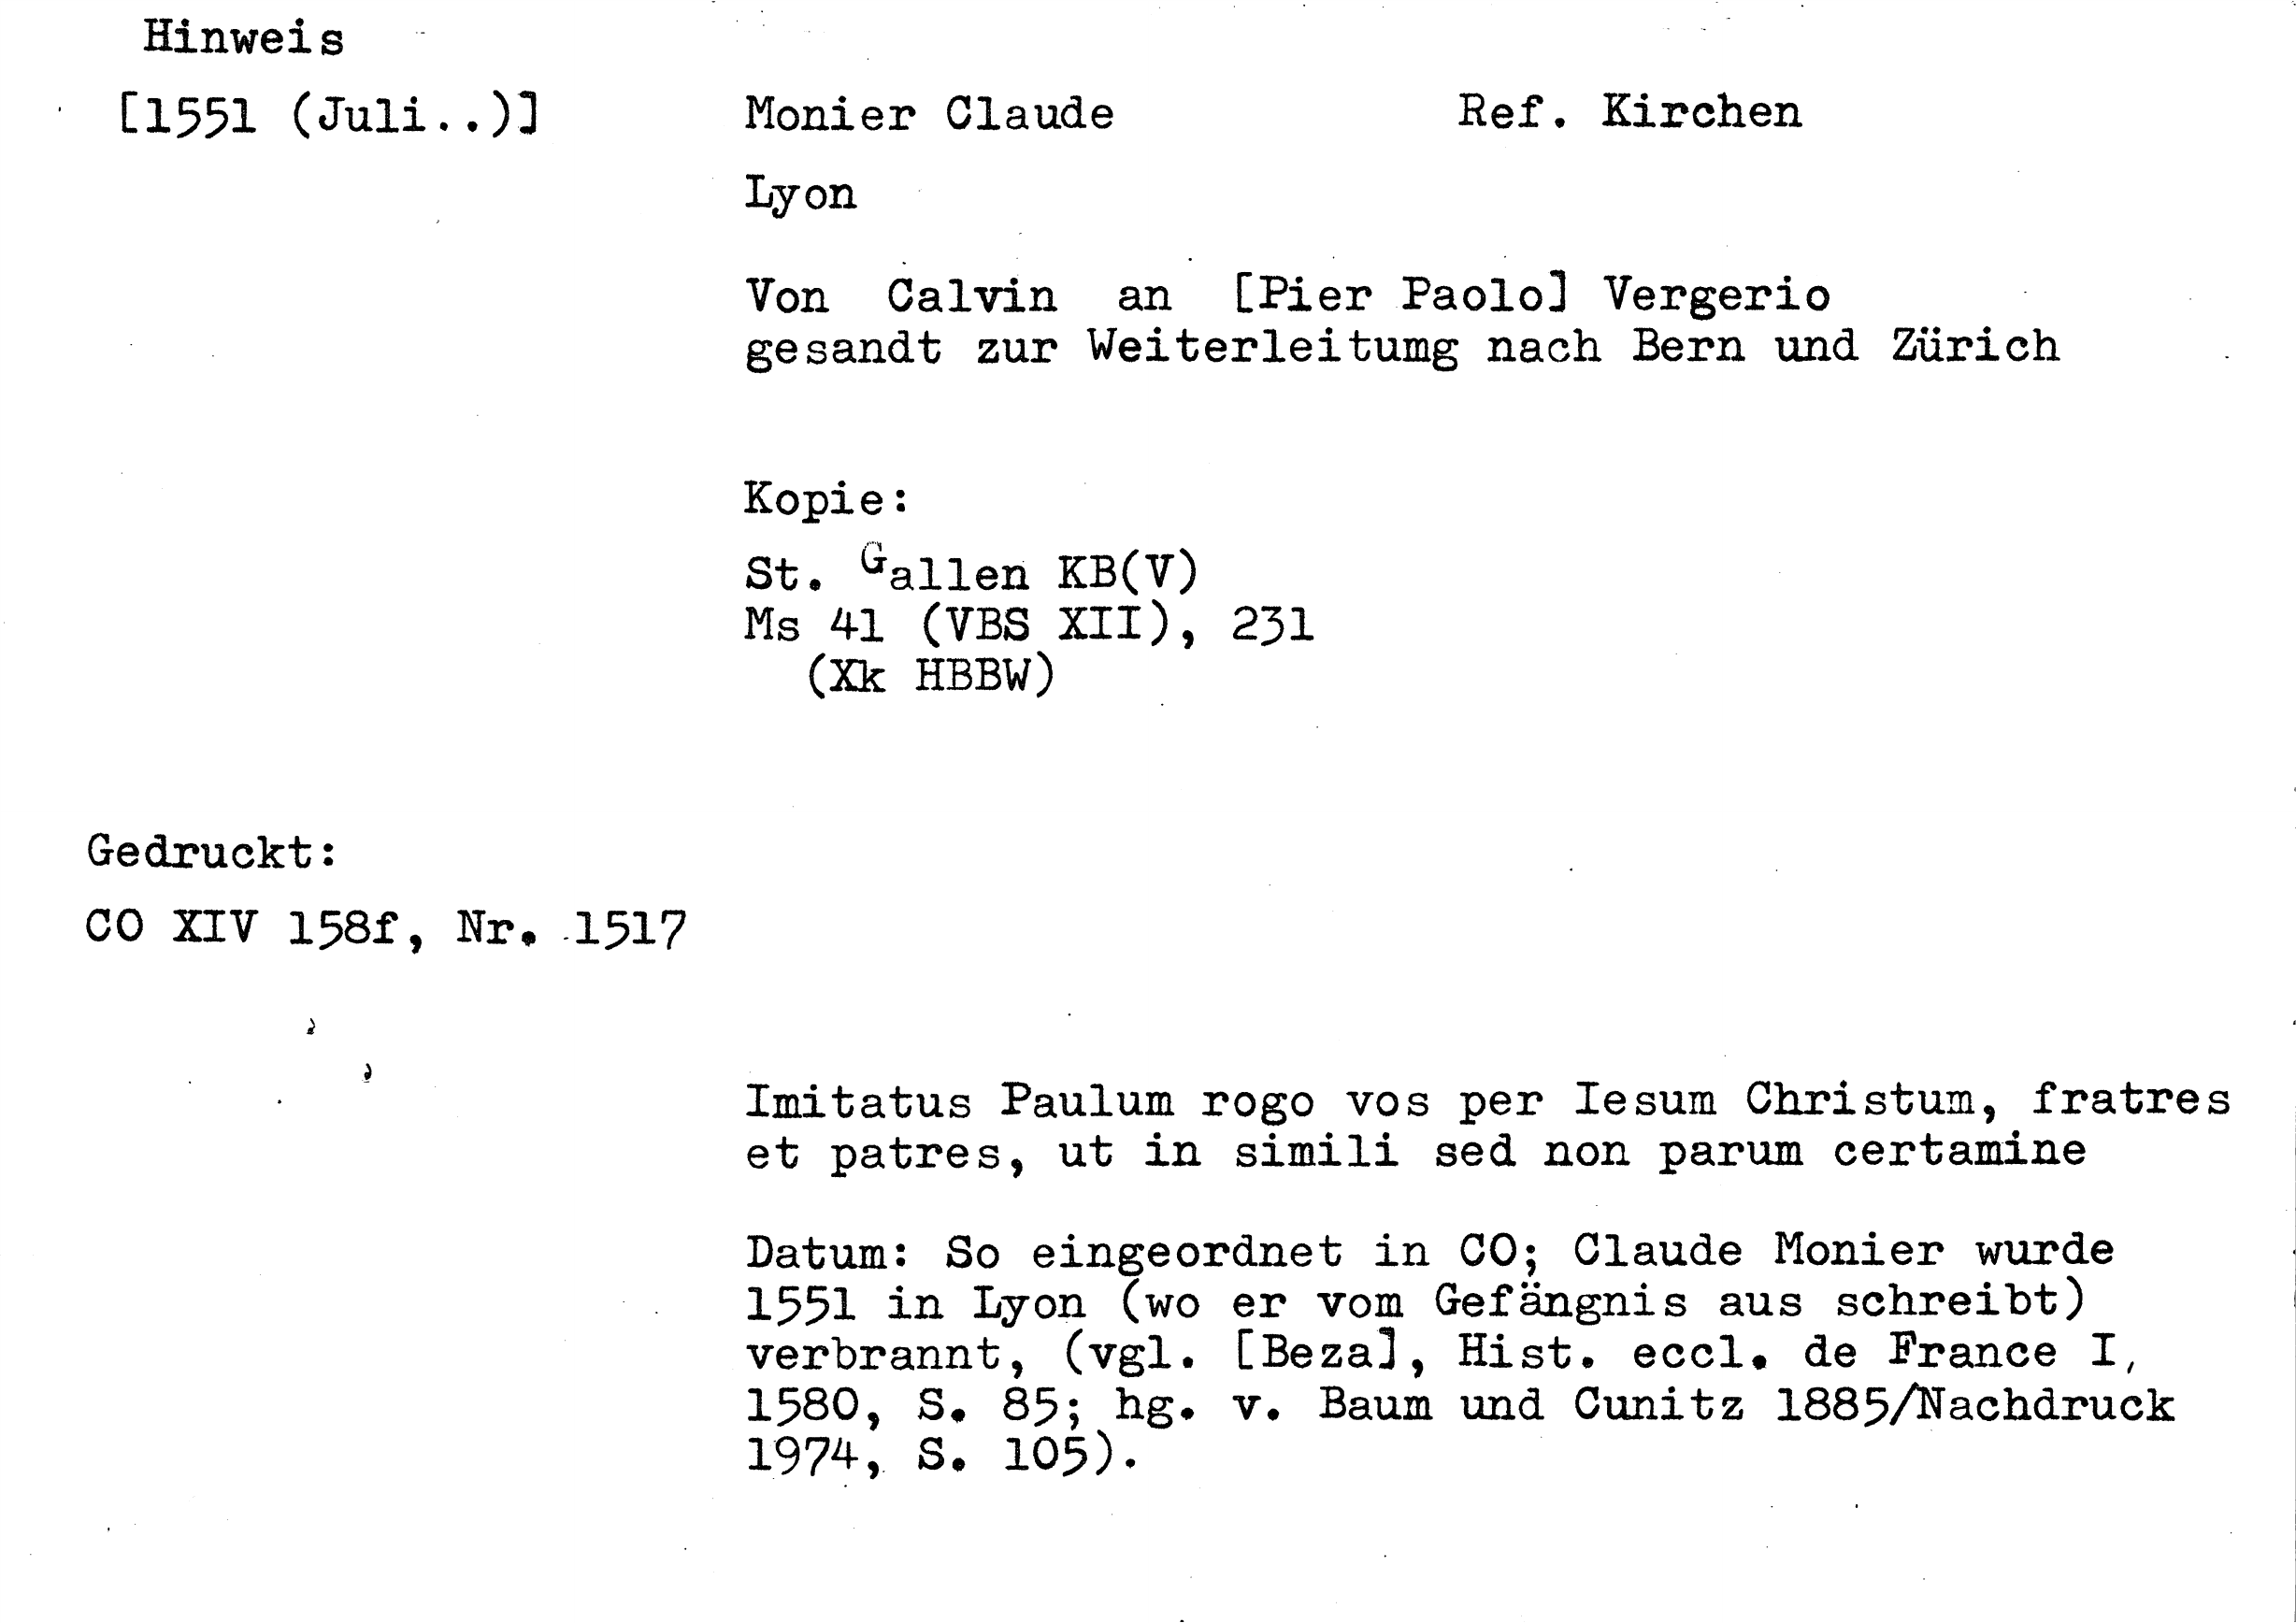 Hinweis
[1551 (Juli..)]
Monier Claude
Ref. Kirchen
Lyon
Von Calvin an [Pier Paolo] Vergerio
gesandt zur Weiterleitumg nach Bern und Zürich
Kopie:
St. Gallen KB(V)
Ms 41 (VBS XII), 231
(Xk HBBW)
Gedruckt:
CO XIV 158f, Nr. 1517
Imitatus Paulum rogo vos per Iesum Christum, fratres
et patres, ut in simili sed non parum certamine
Datum: So eingeordnet in CO; Claude Monier wurde
1551 in Lyon (wo er vom Gefängnis aus schreibt)
verbrannt, (vgl. [Beza], Hist. eccl. de France I,
1580, S. 85; hg. v. Baum und Cunitz 1885/Nachdruck
1974, S. 105).